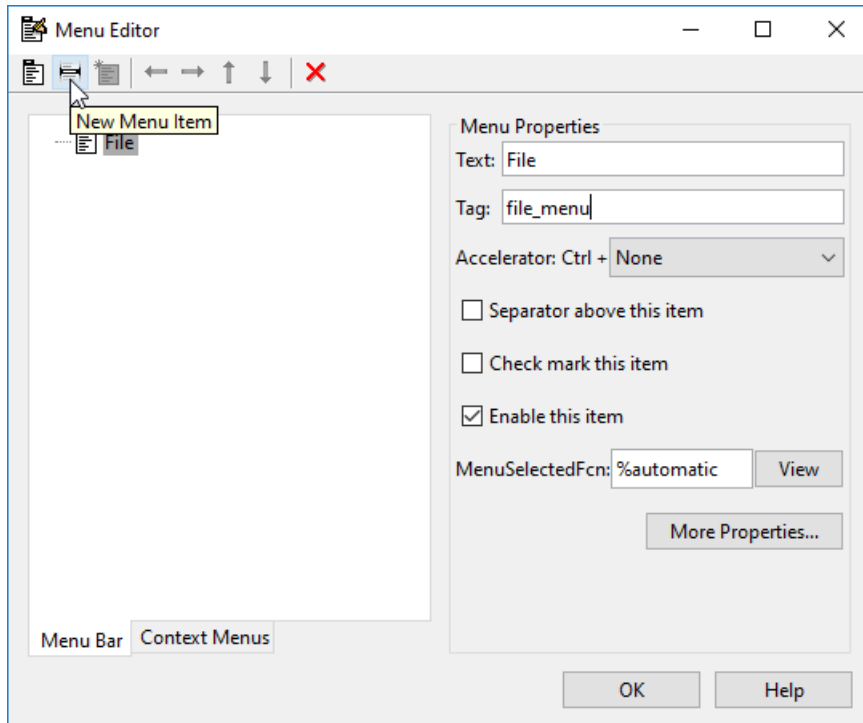 Menu Editor
New Menu Item
File
Menu Properties
Text: File
Tag: file_menu
Accelerator: Ctrl + None
Separator above this item
Check mark this item
Enable this item
MenuSelectedFcn: %automatic View
More Properties...
Menu Bar Context Menus
OK Help